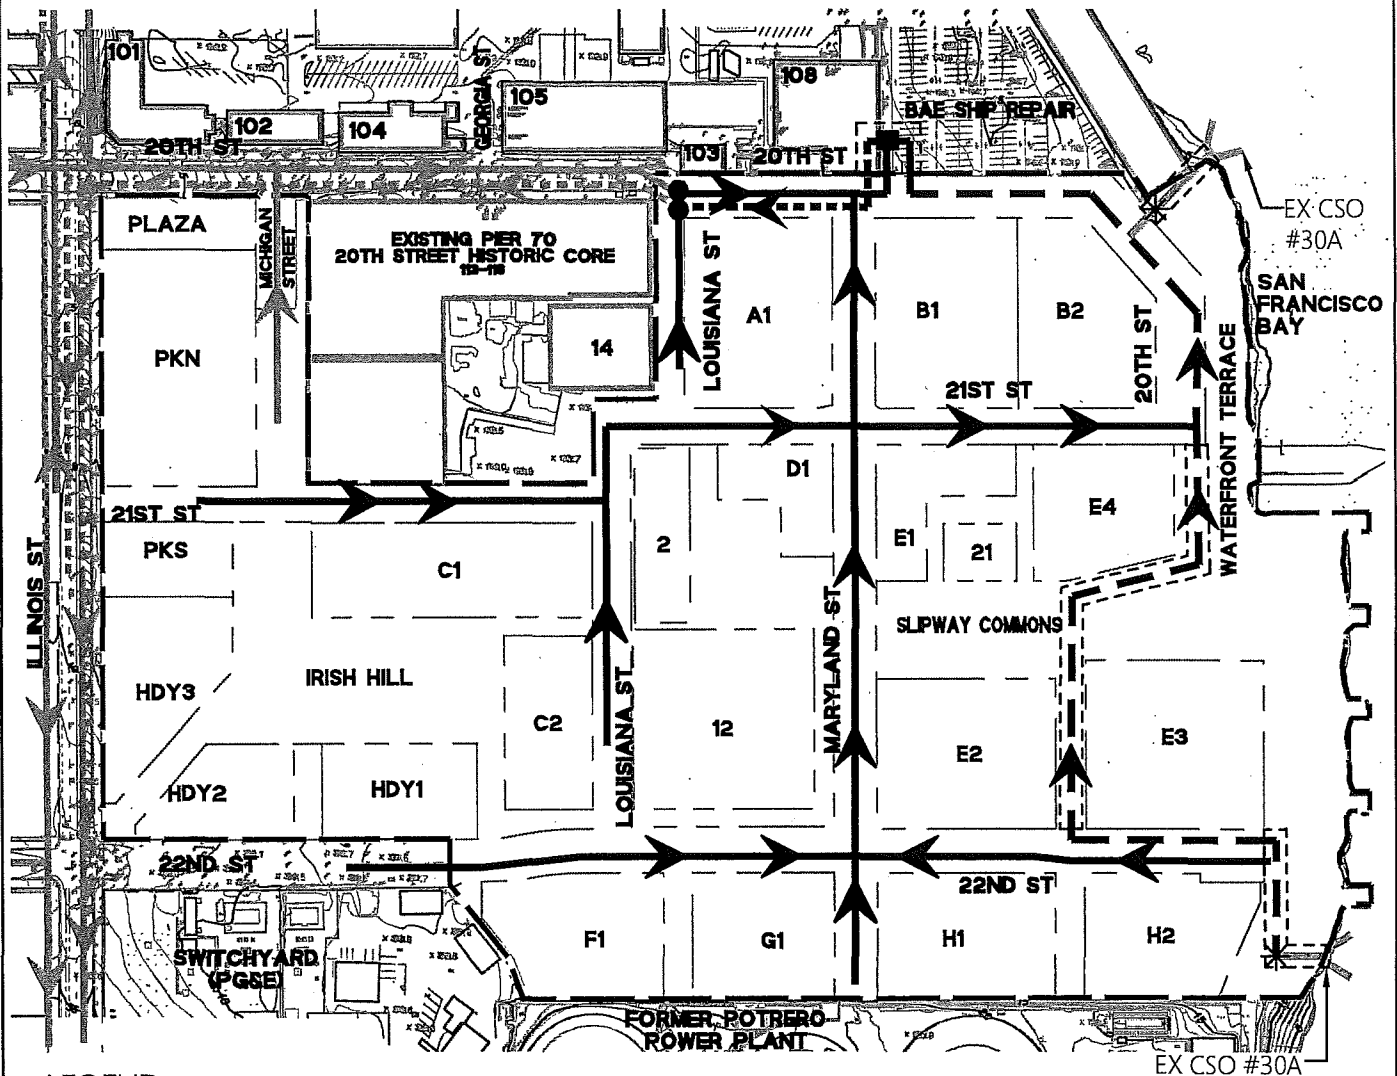 101
102
104
105
108
103
GEORGIA ST
BAE SHIP REPAIR
20TH ST
20TH ST
PLAZA
MICHIGAN
STREET
EXISTING PIER 70
20TH STREET HISTORIC CORE
113-116
LOUISIANA ST
EX CSO
#30A
SAN
FRANCISCO
BAY
PKN
14
A1
B1
B2
20TH ST
WATERFRONT TERRACE
21ST ST
21ST ST
PKS
C1
2
D1
E1
21
E4
ILLINOIS ST
HDY3
IRISH HILL
C2
LOUISIANA ST
12
MARYLAND ST
SLIPWAY COMMONS
E2
E3
HDY2
HDY1
22ND ST
22ND ST
F1
G1
H1
H2
SWITCHYARD
(PG&E)
FORMER POTRERO
POWER PLANT
EX CSO #30A